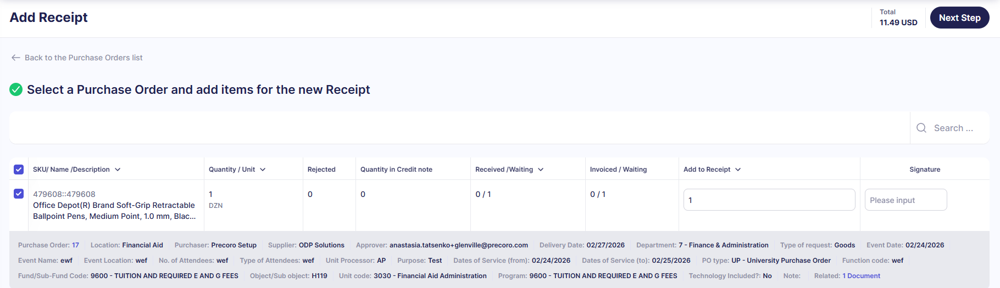 Add Receipt
Total
11.49 USD
Next Step
Back to the Purchase Orders list
Select a Purchase Order and add items for the new Receipt
Search ...
SKU/ Name /Description
Quantity / Unit
Rejected
Quantity in Credit note
Received /Waiting
Invoiced / Waiting
Add to Receipt
Signature
479608::479608
Office Depot(R) Brand Soft-Grip Retractable
Ballpoint Pens, Medium Point, 1.0 mm, Blac...
1
DZN
0
0
0 / 1
0 / 1
1
Please input
Purchase Order: 17 Location: Financial Aid Purchaser: Precoro Setup Supplier: ODP Solutions Approver: anastasia.tatsenko+glenville@precoro.com Delivery Date: 02/27/2026 Department: 7 - Finance & Administration Type of request: Goods Event Date: 02/24/2026
Event Name: ewf Event Location: wef No. of Attendees: wef Type of Attendees: wef Unit Processor: AP Purpose: Test Dates of Service (from): 02/24/2026 Dates of Service (to): 02/25/2026 PO type: UP - University Purchase Order Function code: wef
Fund/Sub-Fund Code: 9600 - TUITION AND REQUIRED E AND G FEES Object/Sub object: H119 Unit code: 3030 - Financial Aid Administration Program: 9600 - TUITION AND REQUIRED E AND G FEES Technology Included?: No Note: Related: 1 Document